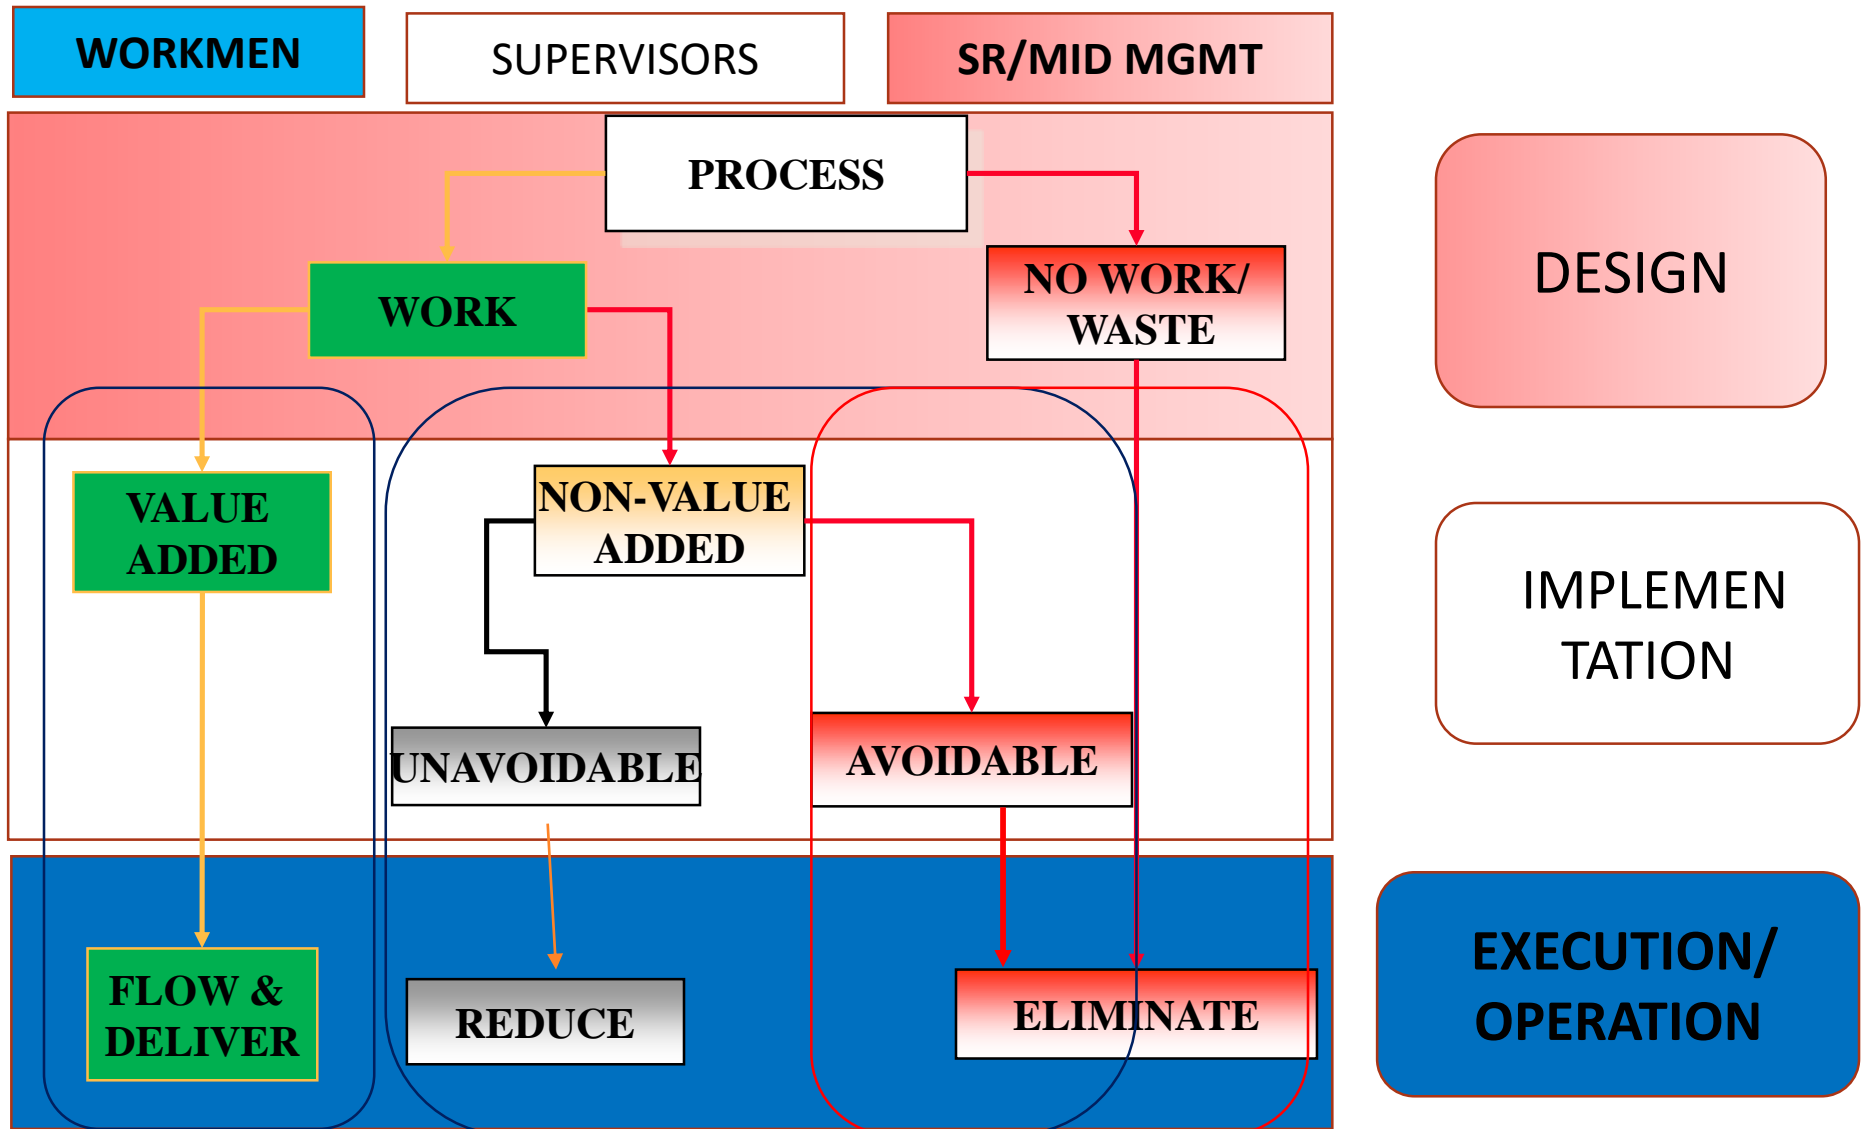 WORKMEN
SUPERVISORS
SR/MID MGMT
PROCESS
WORK
NO WORK/
WASTE
DESIGN
VALUE
ADDED
NON-VALUE
ADDED
IMPLEMEN
TATION
UNAVOIDABLE
AVOIDABLE
FLOW &
DELIVER
REDUCE
ELIMINATE
EXECUTION/
OPERATION